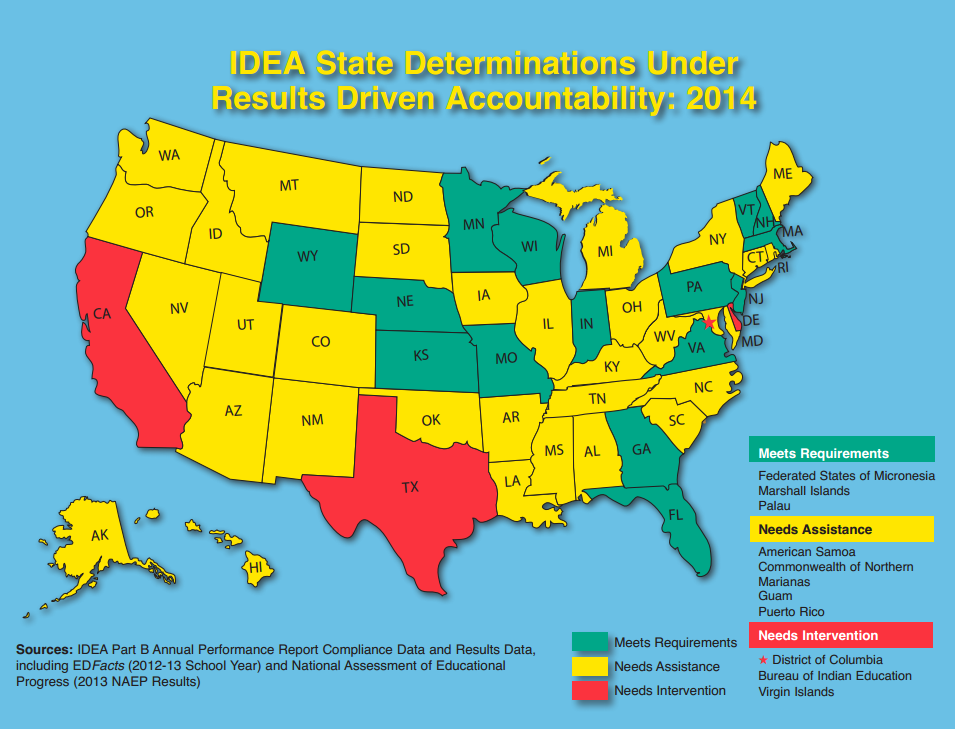 IDEA State Determinations Under
Results Driven Accountability: 2014
WA
MT
ND
MN
ME
OR
ID
SD
WI
MI
NY
VT
NH
MA
CT
RI
WY
NE
IA
PA
NJ
CA
NV
UT
CO
KS
MO
IL
IN
OH
WV
VA
DE
MD
KY
AZ
NM
OK
AR
TN
NC
SC
TX
LA
MS
AL
GA
FL
AK
HI
Meets Requirements
Federated States of Micronesia
Marshall Islands
Palau
Needs Assistance
American Samoa
Commonwealth of Northern
Marianas
Guam
Puerto Rico
Needs Intervention
★ District of Columbia
Bureau of Indian Education
Virgin Islands
Meets Requirements
Needs Assistance
Needs Intervention
Sources: IDEA Part B Annual Performance Report Compliance Data and Results Data,
including EDFacts (2012-13 School Year) and National Assessment of Educational
Progress (2013 NAEP Results)